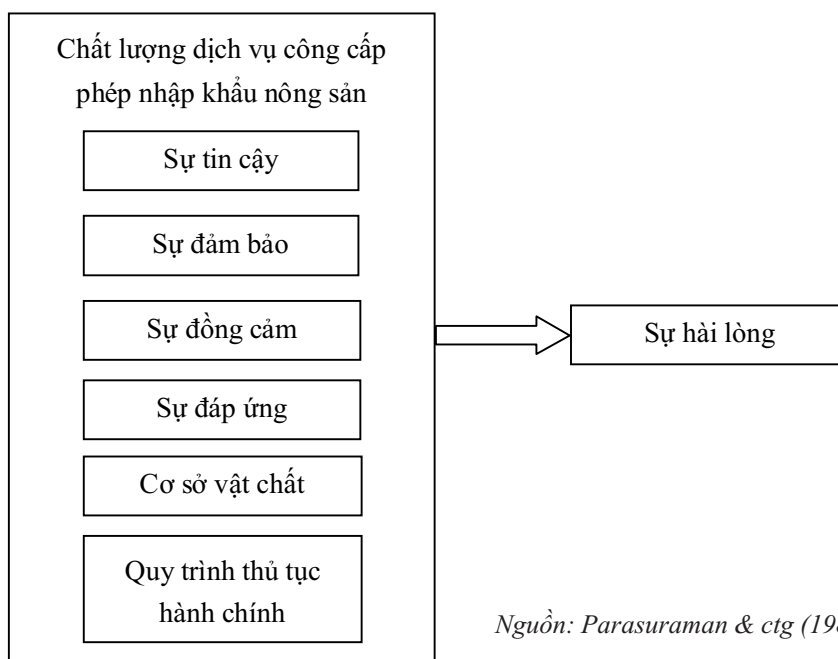 Chất lượng dịch vụ công cấp
phép nhập khẩu nông sản
Sự tin cậy
Sự đảm bảo
Sự đồng cảm
Sự đáp ứng
Cơ sở vật chất
Quy trình thủ tục
hành chính
Sự hài lòng
Nguồn: Parasuraman & ctg